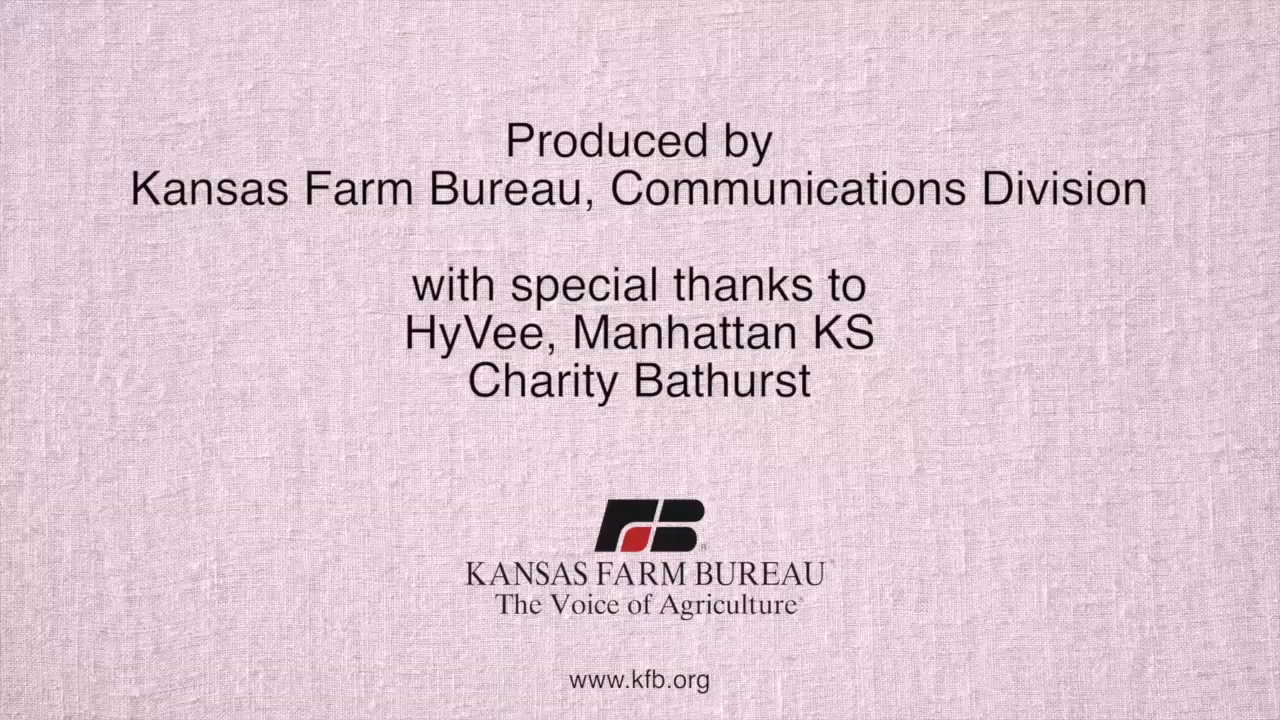 Produced by
Kansas Farm Bureau, Communications Division
with special thanks to
HyVee, Manhattan KS
Charity Bathurst
FB®
KANSAS FARM BUREAU
The Voice of Agriculture®
www.kfb.org